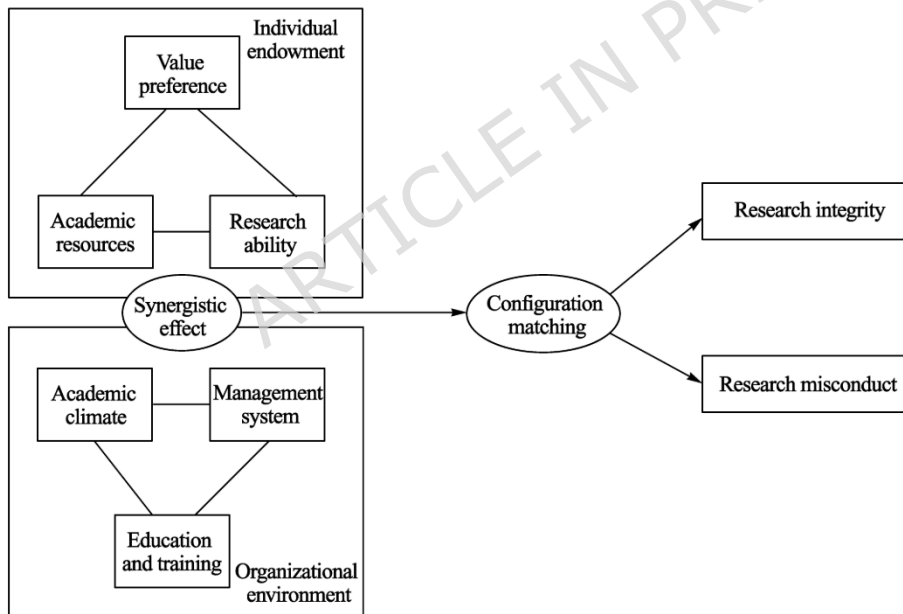 Individual
endowment
Value
preference
Academic
resources
Research
ability
Synergistic
effect
Configuration
matching
Research integrity
Research misconduct
Academic
climate
Management
system
Education
and training
Organizational
environment
ARTICLE IN PR